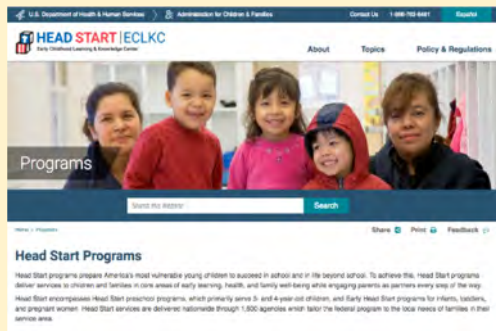 U.S. Department of Health & Human Services
Administration for Children & Families
Contact Us
Español
HEAD START | ECLKC
Early Childhood Learning & Knowledge Center
About
Topics
Policy & Regulations
Programs
Search this Website
Search
Home > Programs
Share
Print
Feedback
Head Start Programs
Head Start programs prepare America's most vulnerable young children to succeed in school and in life beyond school. To achieve this, Head Start programs
deliver services to children and families in core areas of early learning, health, and family well-being while engaging parents as partners every step of the way.
Head Start encompasses Head Start preschool programs, which primarily serve 3- and 4-year-old children, and Early Head Start programs for infants, toddlers,
and pregnant women. Head Start services are delivered nationwide through 1,600 agencies which tailor the federal program to the local needs of families in their
service area.